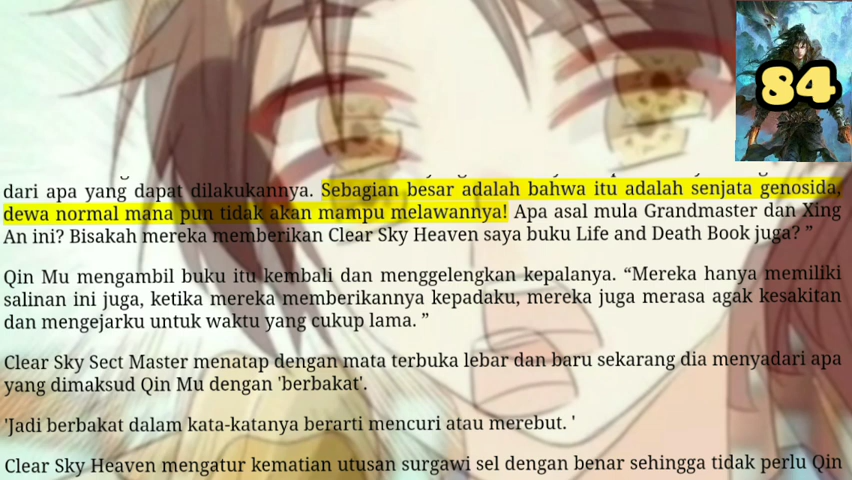 84
dari apa yang dapat dilakukannya. Sebagian besar adalah bahwa itu adalah senjata genosida,
dewa normal mana pun tidak akan mampu melawannya! Apa asal mula Grandmaster dan Xing
An ini? Bisakah mereka memberikan Clear Sky Heaven saya buku Life and Death Book juga? ”
Qin Mu mengambil buku itu kembali dan menggelengkan kepalanya. “Mereka hanya memiliki
salinan ini juga, ketika mereka memberikannya kepadaku, mereka juga merasa agak kesakitan
dan mengejarku untuk waktu yang cukup lama. ”
Clear Sky Sect Master menatap dengan mata terbuka lebar dan baru sekarang dia menyadari apa
yang dimaksud Qin Mu dengan 'berbakat'.
'Jadi berbakat dalam kata-katanya berarti mencuri atau merebut. '
Clear Sky Heaven mengatur kematian utusan surgawi sel dengan benar sehingga tidak perlu Qin